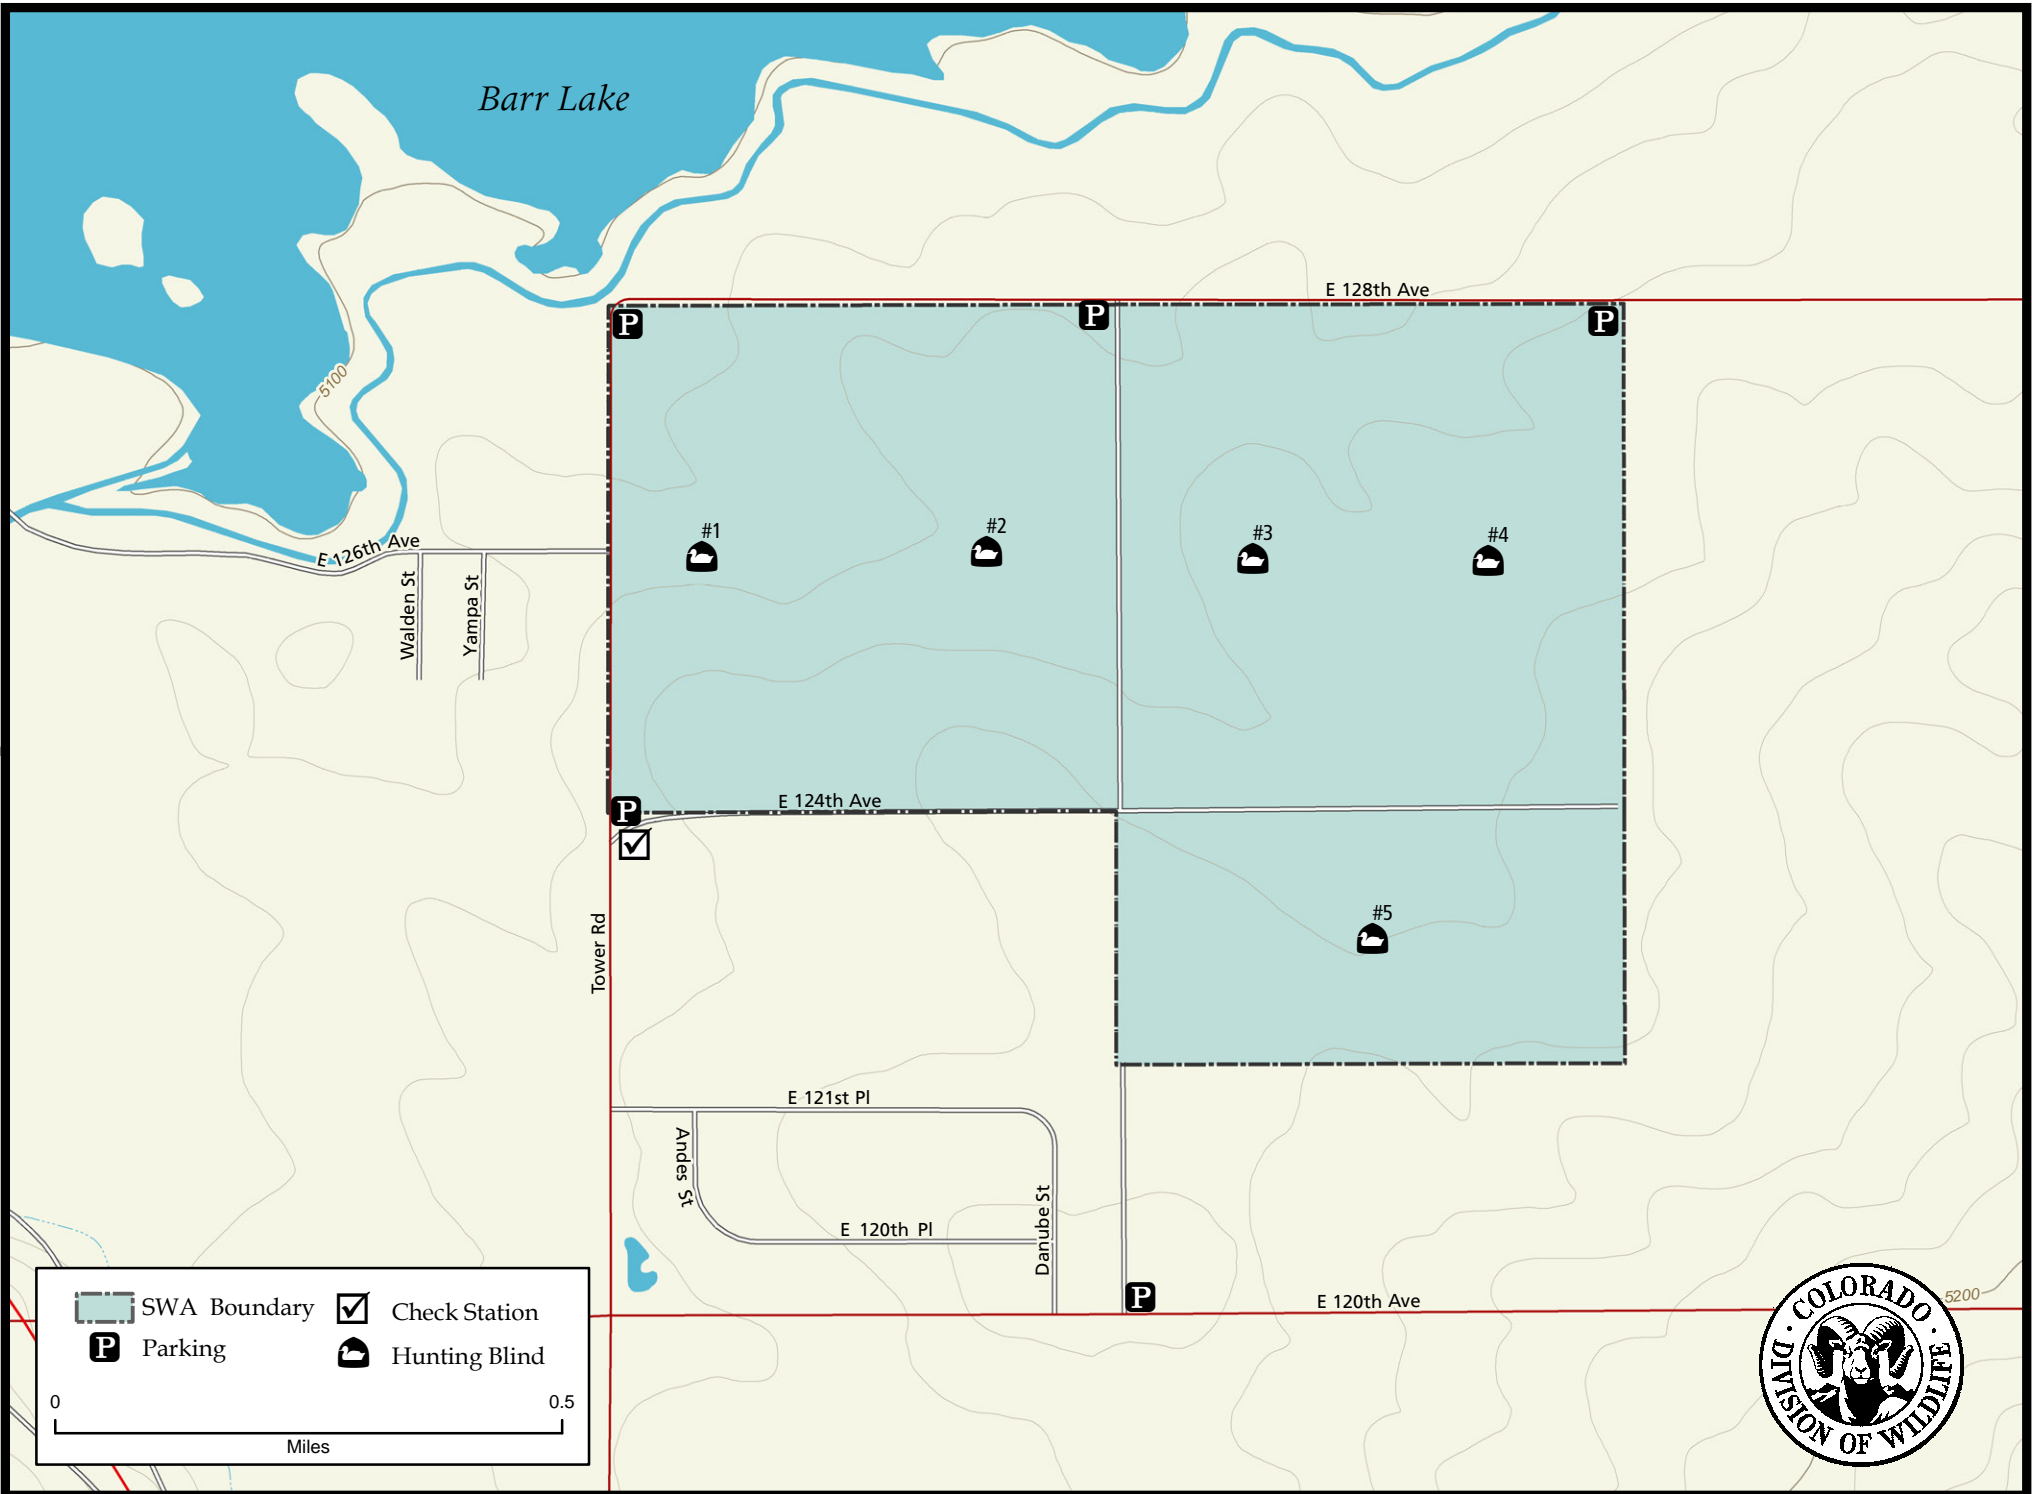 Barr Lake
E 128th Ave
P
P
P
5100
#1
#2
#3
#4
E 126th Ave
Walden St
Yampa St
E 124th Ave
P
#5
Tower Rd
E 121st Pl
Andes St
E 120th Pl
Danube St
P
E 120th Ave
5200
SWA Boundary
Check Station
P
Parking
Hunting Blind
0
0.5
Miles
· COLORADO ·
DIVISION OF WILDLIFE